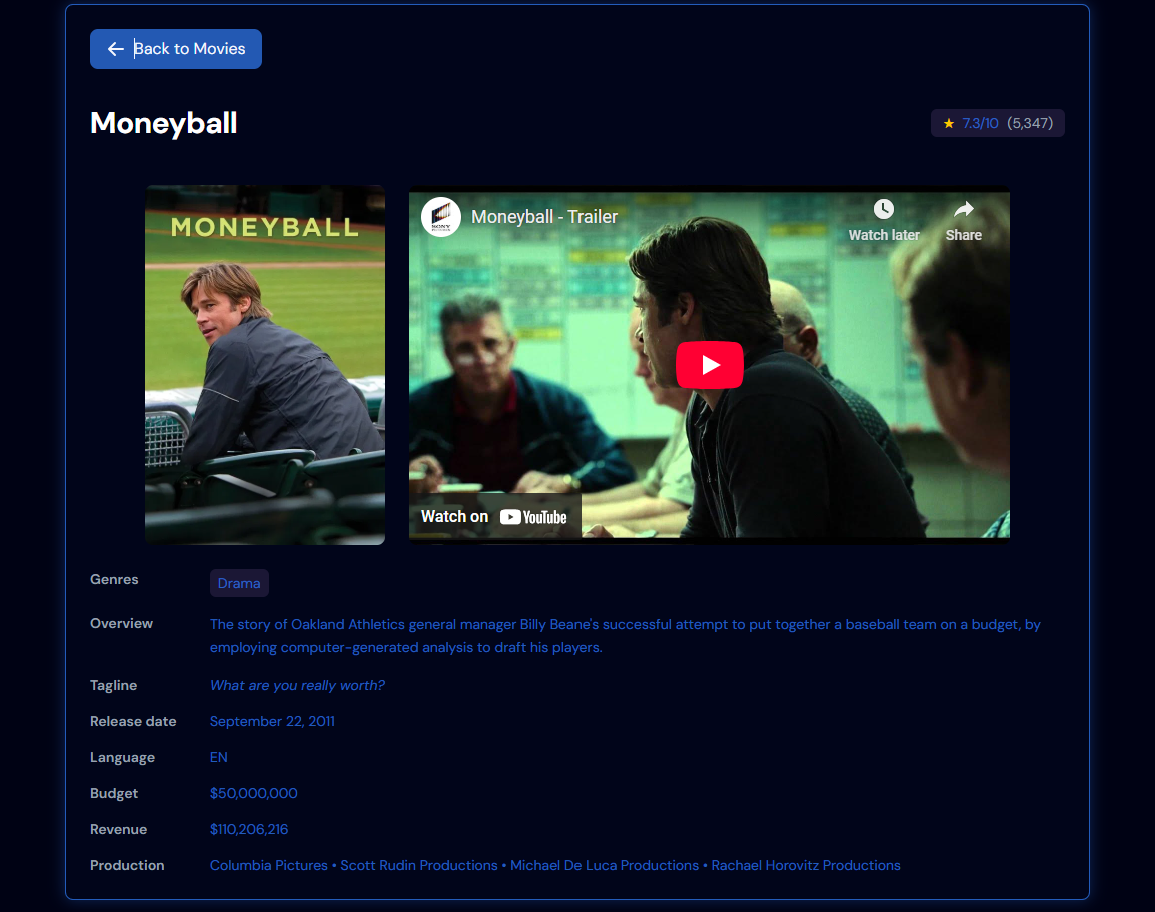 Back to Movies
Moneyball
★ 7.3/10 (5,347)
MONEYBALL
SONY
Moneyball - Trailer
Watch later
Share
Watch on YouTube
Genres
Drama
Overview
The story of Oakland Athletics general manager Billy Beane's successful attempt to put together a baseball team on a budget, by
employing computer-generated analysis to draft his players.
Tagline
What are you really worth?
Release date
September 22, 2011
Language
EN
Budget
$50,000,000
Revenue
$110,206,216
Production
Columbia Pictures • Scott Rudin Productions • Michael De Luca Productions • Rachael Horovitz Productions